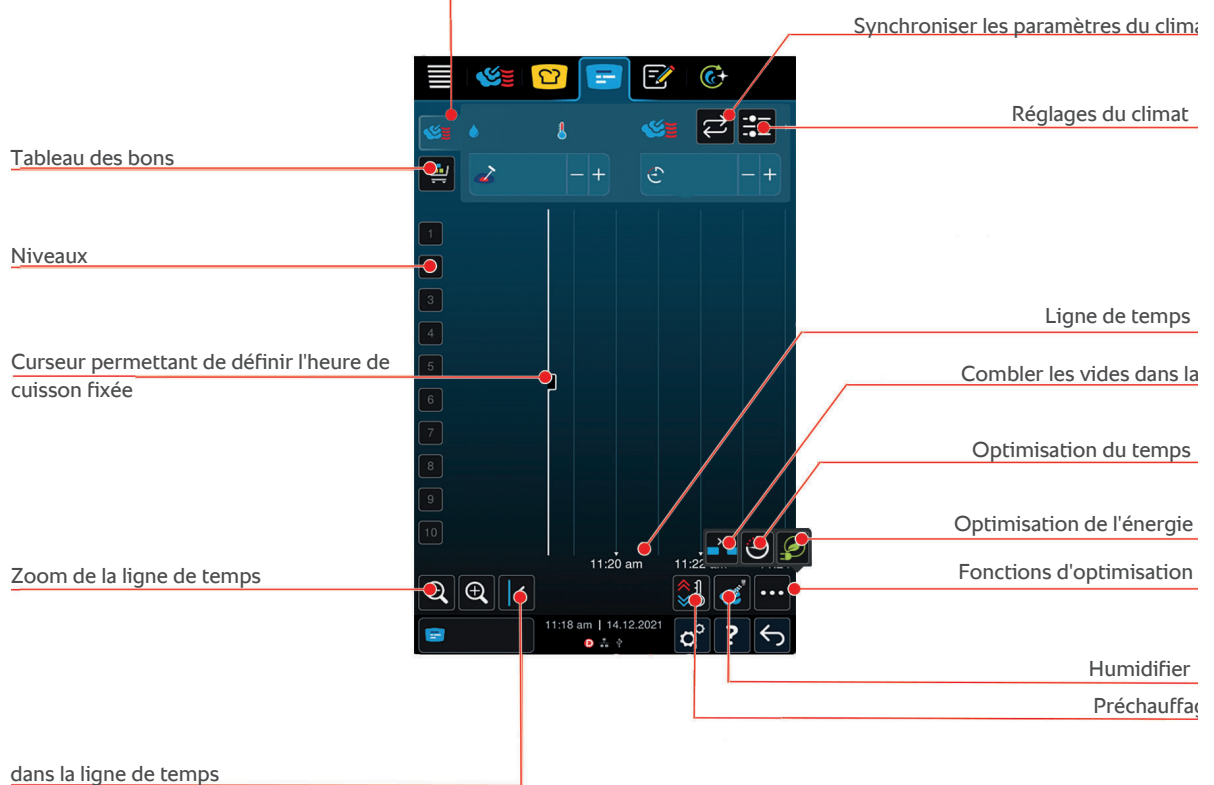 Synchroniser les paramètres du clima
Réglages du climat
Tableau des bons
Niveaux
1
3
4
5
6
7
8
9
10
Ligne de temps
Curseur permettant de définir l'heure de
cuisson fixée
Combler les vides dans la
Optimisation du temps
Optimisation de l'énergie
11:20 am
11:22
Zoom de la ligne de temps
Fonctions d'optimisation
11:18 am | 14.12.2021
D
?
Humidifier
Préchauffag
dans la ligne de temps